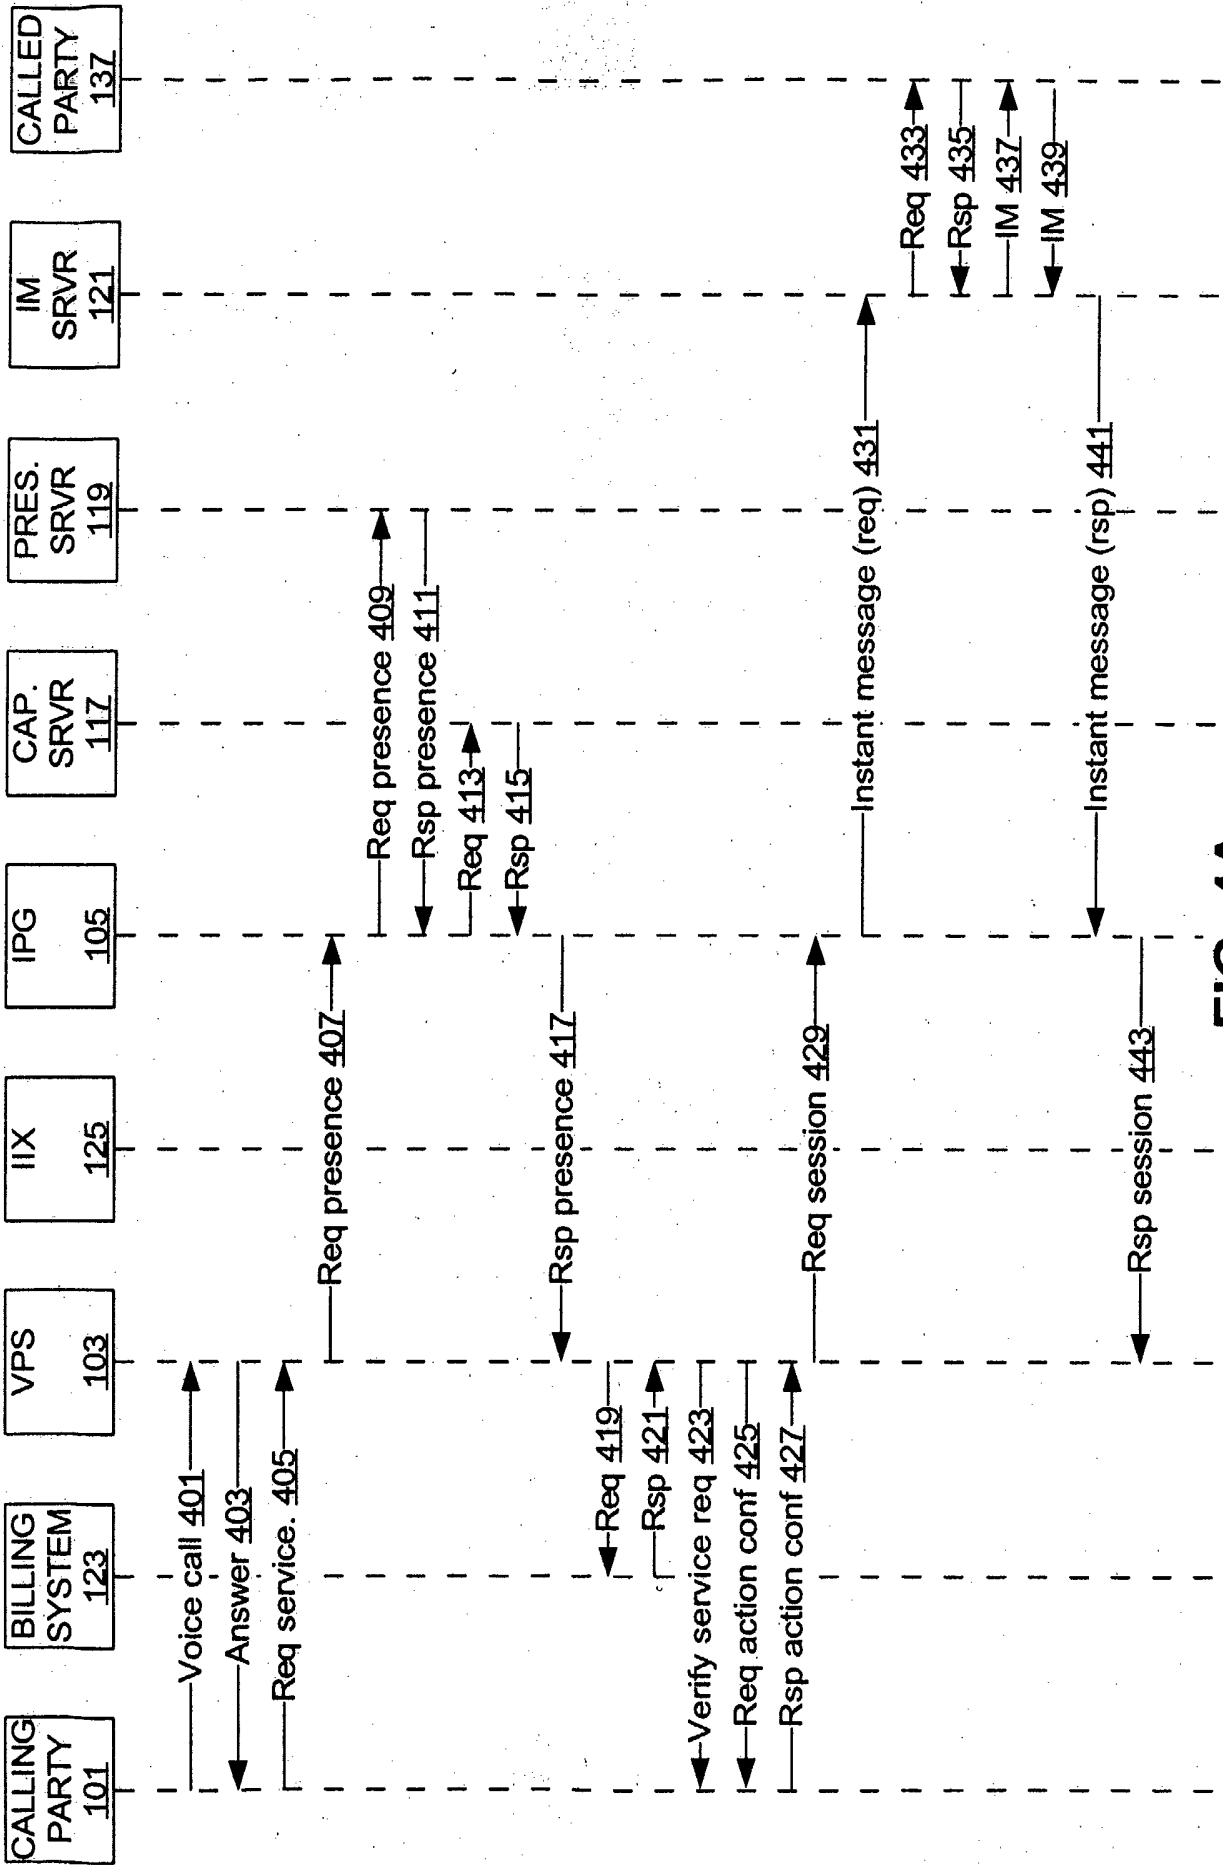 CALLING
PARTY
101
BILLING
SYSTEM
123
VPS
103
IIX
125
IPG
105
CAP.
SRVR
117
PRES.
SRVR
119
IM
SRVR
121
CALLED
PARTY
137
Voice call 401
Answer 403
Req service. 405
Req presence 407
Req presence 409
Rsp presence 411
Req 413
Rsp 415
Rsp presence 417
Req 419
Rsp 421
Verify service req 423
Req action conf 425
Rsp action conf 427
Req session 429
Instant message (req) 431
Req 433
Rsp 435
IM 437
IM 439
Instant message (rsp) 441
Rsp session 443